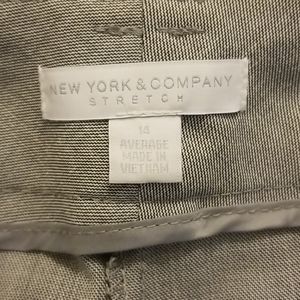 NEW YORK & COMPANY
STRETCH
14
AVERAGE
MADE IN
VIETNAM